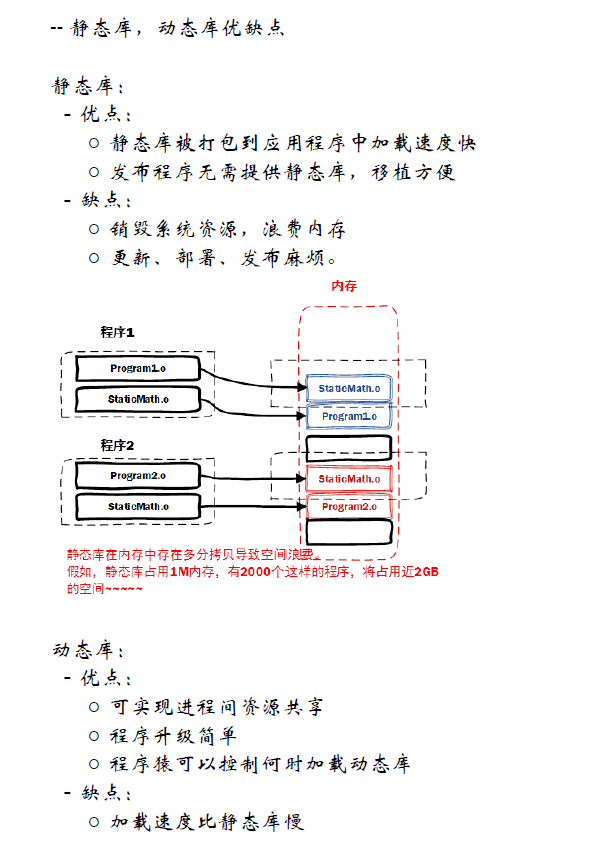 -- 静态库，动态库优缺点
静态库：
- 优点：
○ 静态库被打包到应用程序中加载速度快
○ 发布程序无需提供静态库，移植方便
- 缺点：
○ 销毁系统资源，浪费内存
○ 更新、部署、发布麻烦。
内存
程序1
Program1.o
StaticMath.o
StaticMath.o
Program1.o
程序2
Program2.o
StaticMath.o
StaticMath.o
Program2.o
静态库在内存中存在多分拷贝导致空间浪费。
假如，静态库占用1M内存，有2000个这样的程序，将占用近2GB
的空间~~~~~
动态库：
- 优点：
○ 可实现进程间资源共享
○ 程序升级简单
○ 程序猿可以控制何时加载动态库
- 缺点：
○ 加载速度比静态库慢